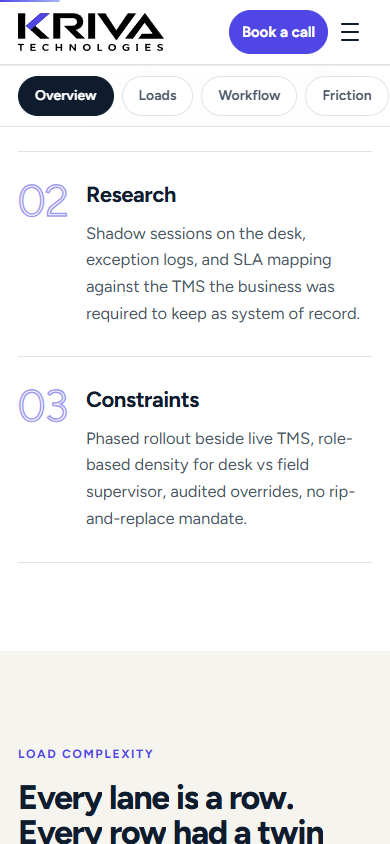 KRIVA
TECHNOLOGIES
Book a call
Overview
Loads
Workflow
Friction
02
Research
Shadow sessions on the desk,
exception logs, and SLA mapping
against the TMS the business was
required to keep as system of record.
03
Constraints
Phased rollout beside live TMS, role-
based density for desk vs field
supervisor, audited overrides, no rip-
and-replace mandate.
LOAD COMPLEXITY
Every lane is a row.
Every row had a twin